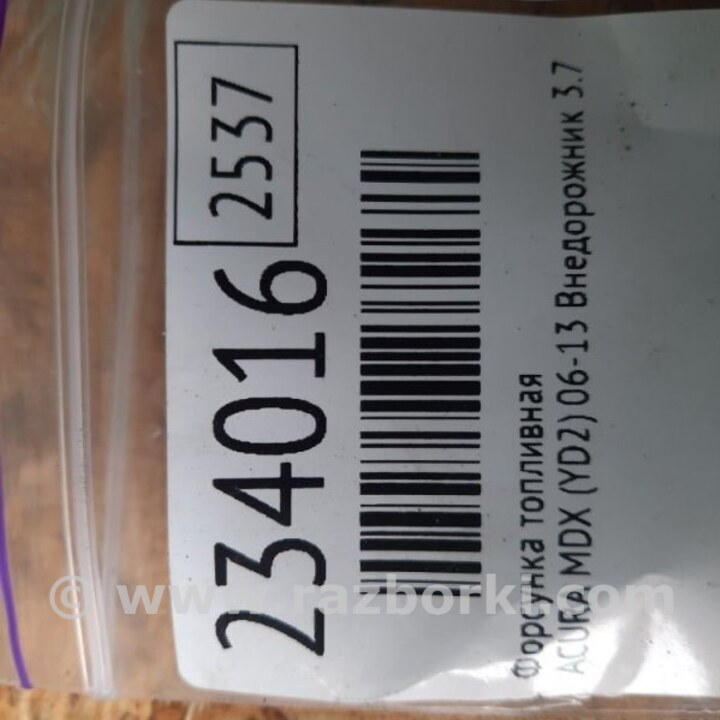 234016 2537
Форсунка топливная
ACURA MDX (YD2) 06-13 Внедорожник 3.7
© www.razborki.com